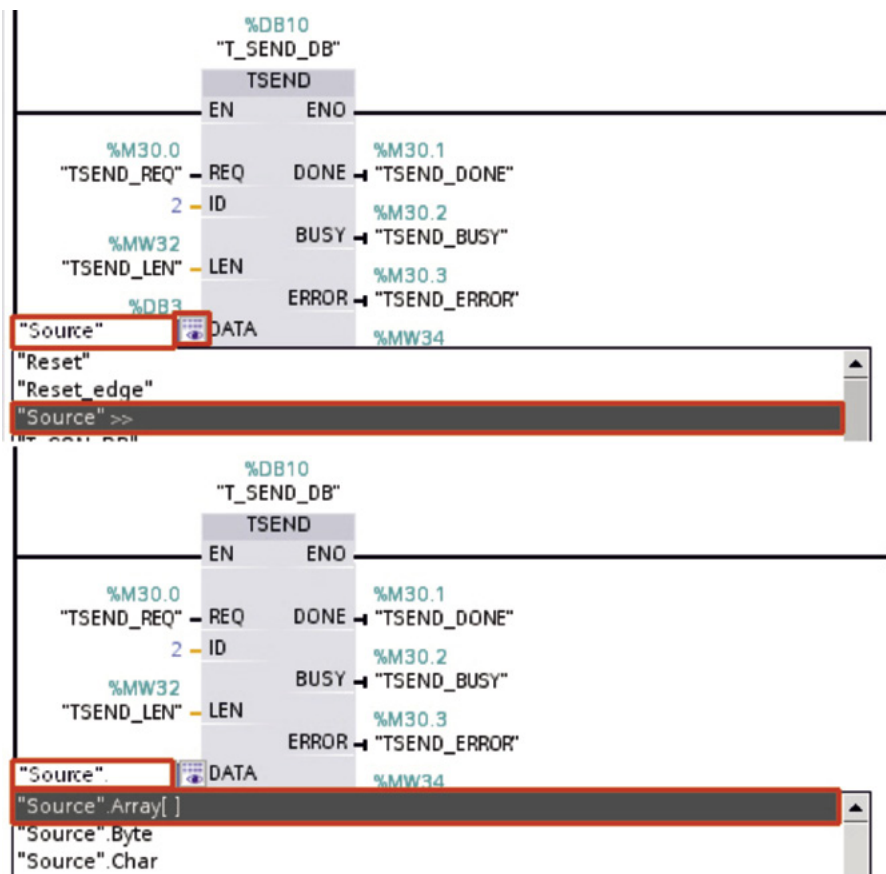 %DB10
"T_SEND_DB"
TSEND
EN ENO
%M30.0 %M30.1
"TSEND_REQ" REQ DONE "TSEND_DONE"
2 ID
%M30.2
BUSY "TSEND_BUSY"
%MW32
"TSEND_LEN" LEN
%M30.3
ERROR "TSEND_ERROR"
%DB3
"Source" DATA
%MW34
"Reset"
"Reset_edge"
"Source" >>
"T_CON_DB"
%DB10
"T_SEND_DB"
TSEND
EN ENO
%M30.0 %M30.1
"TSEND_REQ" REQ DONE "TSEND_DONE"
2 ID
%M30.2
BUSY "TSEND_BUSY"
%MW32
"TSEND_LEN" LEN
%M30.3
ERROR "TSEND_ERROR"
"Source". DATA
%MW34
"Source".Array[ ]
"Source".Byte
"Source".Char